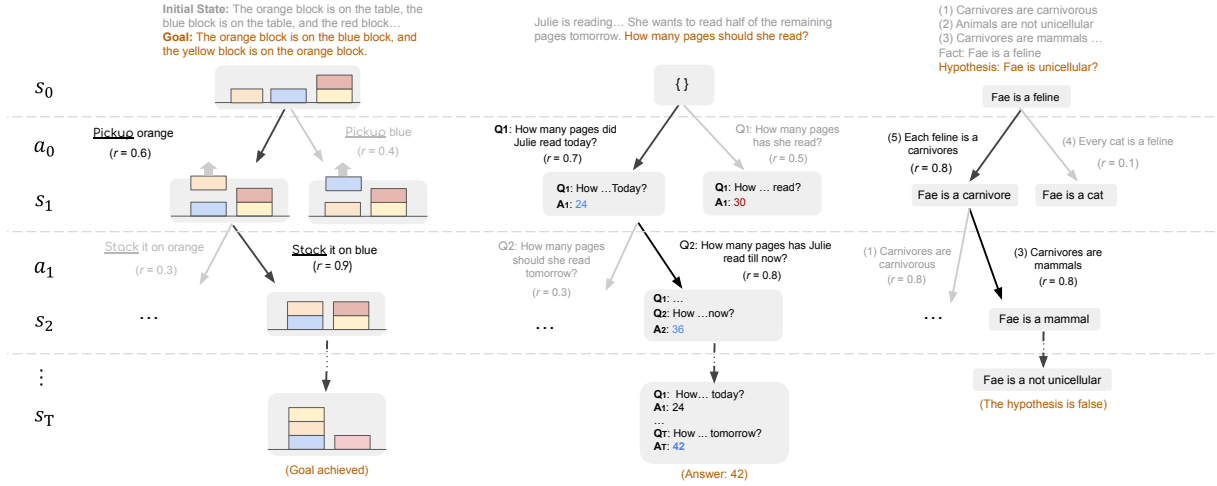 Initial State: The orange block is on the table, the
blue block is on the table, and the red block…
Goal: The orange block is on the blue block, and
the yellow block is on the orange block.
Julie is reading… She wants to read half of the remaining
pages tomorrow. How many pages should she read?
(1) Carnivores are carnivorous
(2) Animals are not unicellular
(3) Carnivores are mammals …
Fact: Fae is a feline
Hypothesis: Fae is unicellular?
s0
{ }
Fae is a feline
a0
Pickup orange
(r = 0.6)
Pickup blue
(r = 0.4)
Q1: How many pages did
Julie read today?
(r = 0.7)
Q1: How many pages
has she read?
(r = 0.5)
(5) Each feline is a
carnivores
(r = 0.8)
(4) Every cat is a feline
(r = 0.1)
s1
Q1: How …Today?
A1: 24
Q1: How … read?
A1: 30
Fae is a carnivore
Fae is a cat
a1
Stack it on orange
(r = 0.3)
Stack it on blue
(r = 0.9)
Q2: How many pages
should she read
tomorrow?
(r = 0.3)
Q2: How many pages has Julie
read till now?
(r = 0.8)
(1) Carnivores are
carnivorous
(r = 0.8)
(3) Carnivores are
mammals
(r = 0.8)
s2
…
…
Q1: …
Q2: How …now?
A2: 36
…
Fae is a mammal
⋮
sT
(Goal achieved)
Q1: How… today?
A1: 24
…
QT: How ... tomorrow?
AT: 42
(Answer: 42)
Fae is a not unicellular
(The hypothesis is false)